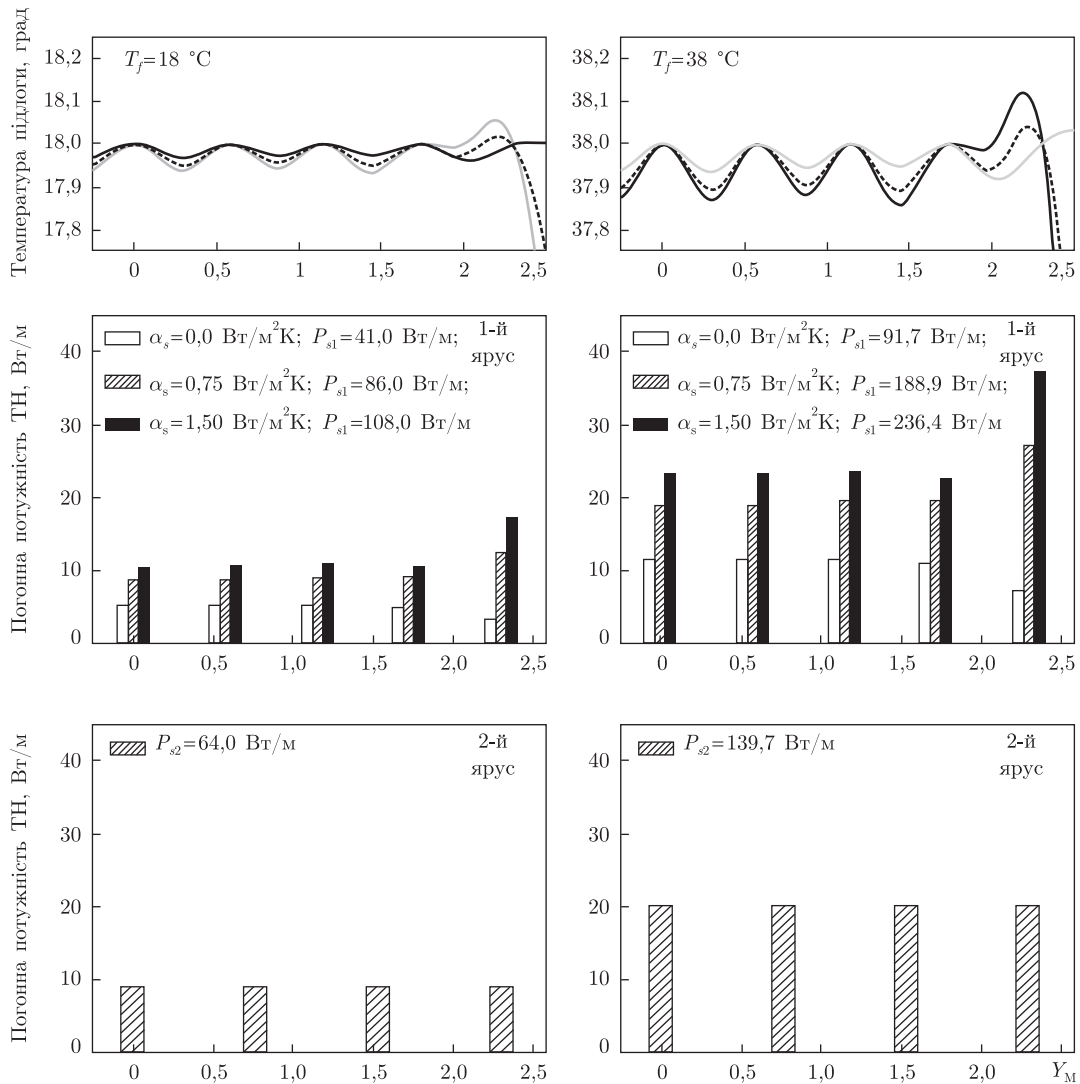 Температура підлоги, град
18,2
18,1
18,0
17,9
17,8
T_f=18 °C
0 0,5 1 1,5 2 2,5
38,2
38,1
38,0
37,9
37,8
T_f=38 °C
0 0,5 1 1,5 2 2,5
Погонна потужність ТН, Вт/м
40
30
20
10
0
α_s=0,0 Вт/м²K; P_s1=41,0 Вт/м;
α_s=0,75 Вт/м²K; P_s1=86,0 Вт/м;
α_s=1,50 Вт/м²K; P_s1=108,0 Вт/м
1-й
ярус
0 0,5 1,0 1,5 2,0 2,5
40
30
20
10
0
α_s=0,0 Вт/м²K; P_s1=91,7 Вт/м;
α_s=0,75 Вт/м²K; P_s1=188,9 Вт/м;
α_s=1,50 Вт/м²K; P_s1=236,4 Вт/м
1-й
ярус
0 0,5 1,0 1,5 2,0 2,5
Погонна потужність ТН, Вт/м
40
30
20
10
0
P_s2=64,0 Вт/м
2-й
ярус
0 0,5 1,0 1,5 2,0 2,5
40
30
20
10
0
P_s2=139,7 Вт/м
2-й
ярус
0 0,5 1,0 1,5 2,0 Y_М